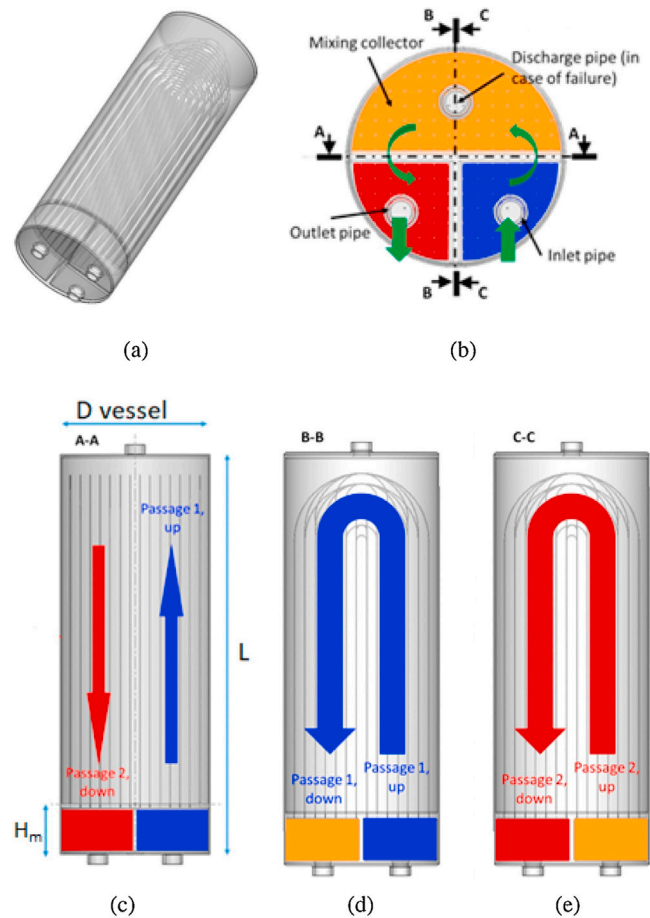 B
C
Mixing collector
Discharge pipe (in
case of failure)
A
A
Outlet pipe
Inlet pipe
B
C
(a)
(b)
D vessel
A-A
Passage 1,
up
L
Passage 2,
down
Hm
(c)
B-B
Passage 1,
down
Passage 1,
up
(d)
C-C
Passage 2,
down
Passage 2,
up
(e)